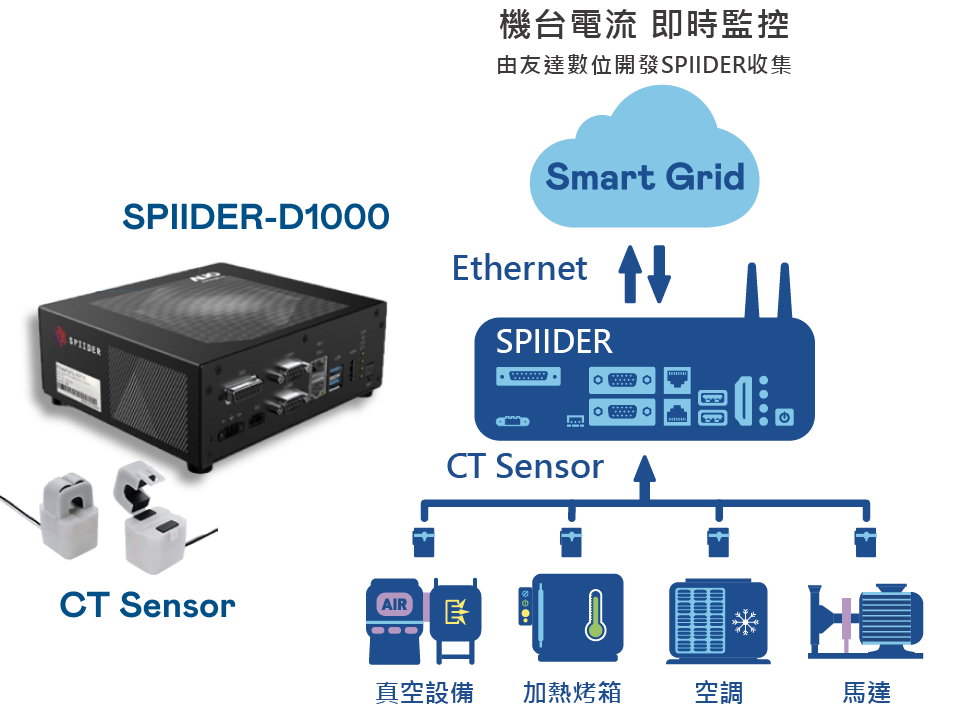 機台電流 即時監控
由友達數位開發SPIIDER收集
Smart Grid
SPIIDER-D1000
Ethernet
AUO
SPIIDER
SPIIDER
CT Sensor
CT Sensor
AIR
真空設備
加熱烤箱
空調
馬達